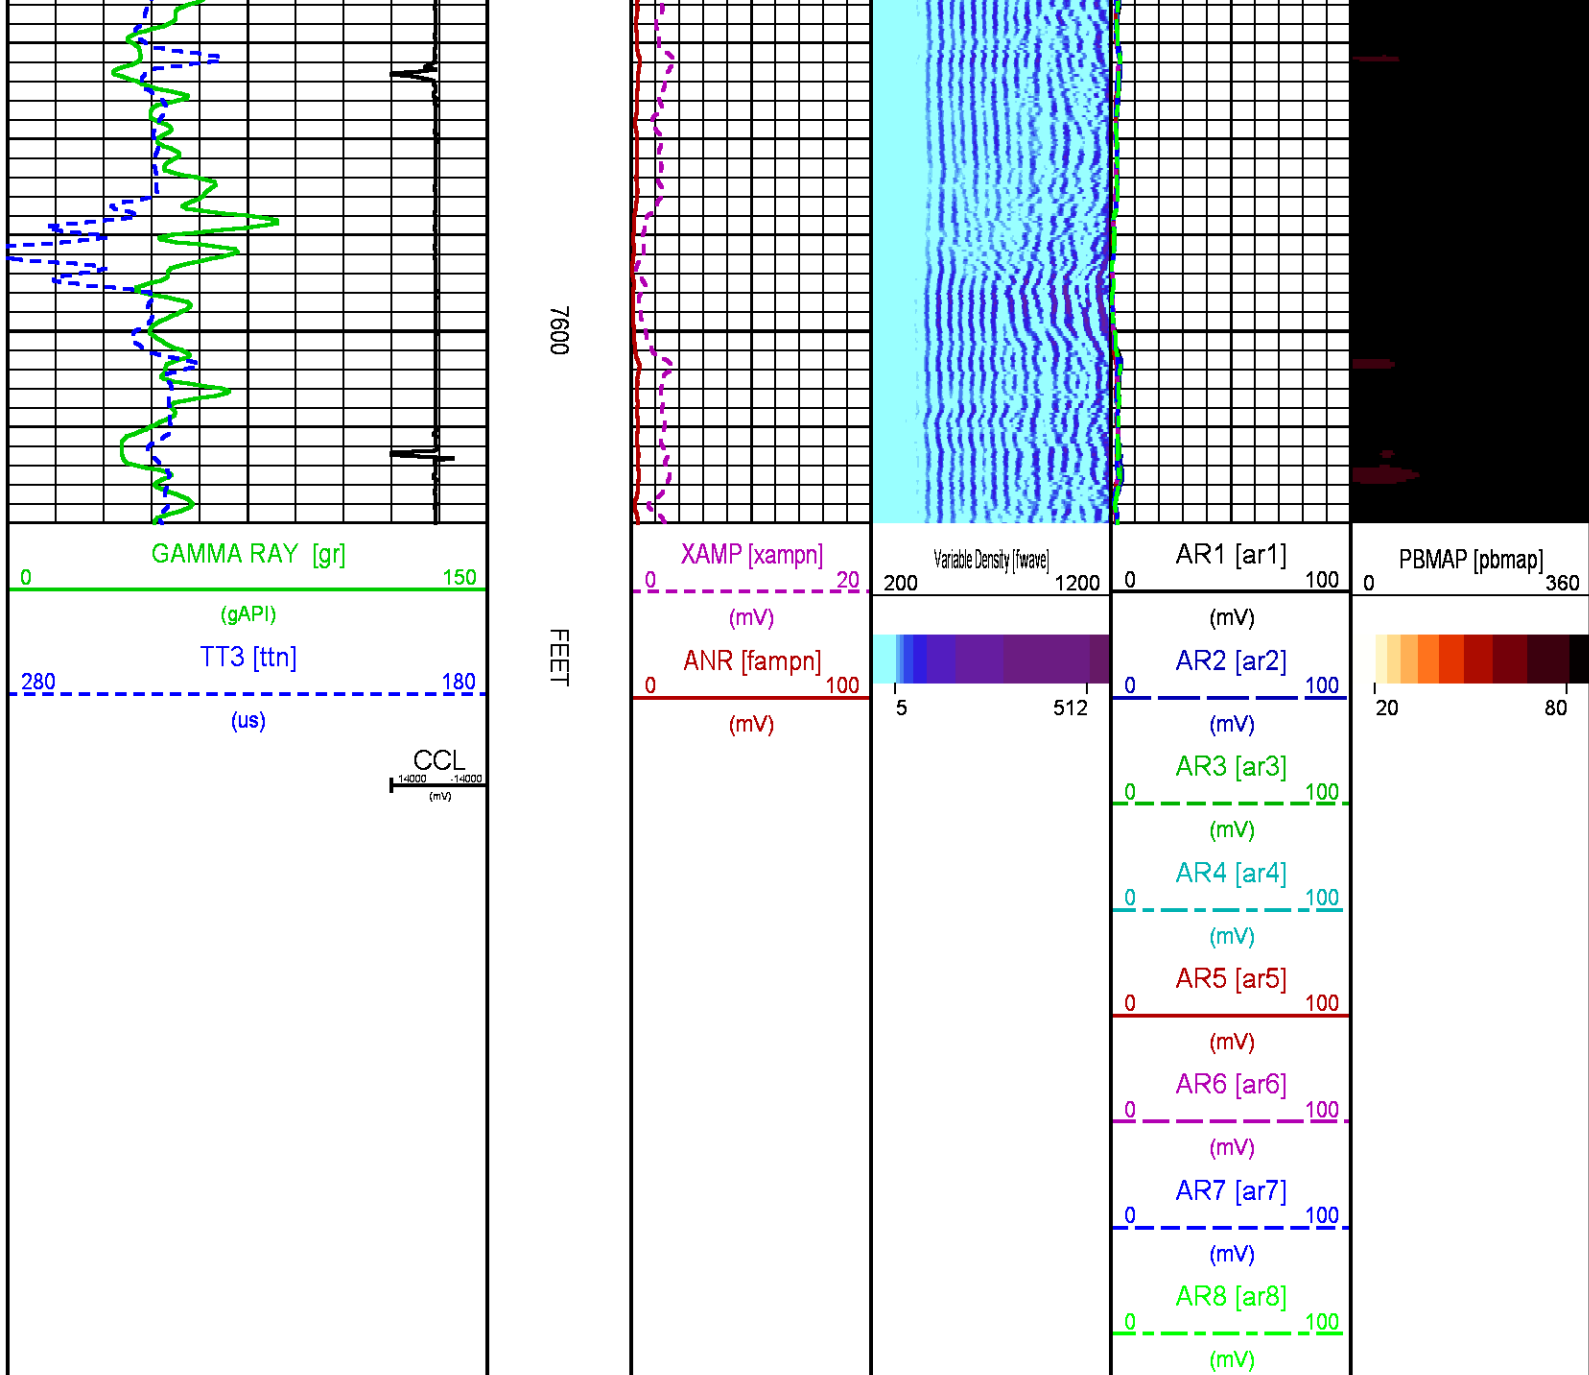 7600
FEET
GAMMA RAY [gr]
0 150
(gAPI)
TT3 [ttn]
280 180
(us)
CCL
14000 -14000
(mV)
XAMP [xampn]
0 20
(mV)
ANR [fampn]
0 100
(mV)
Variable Density [fwave]
200 1200
5 512
AR1 [ar1]
0 100
(mV)
AR2 [ar2]
0 100
(mV)
AR3 [ar3]
0 100
(mV)
AR4 [ar4]
0 100
(mV)
AR5 [ar5]
0 100
(mV)
AR6 [ar6]
0 100
(mV)
AR7 [ar7]
0 100
(mV)
AR8 [ar8]
0 100
(mV)
PBMAP [pbmap]
0 360
20 80